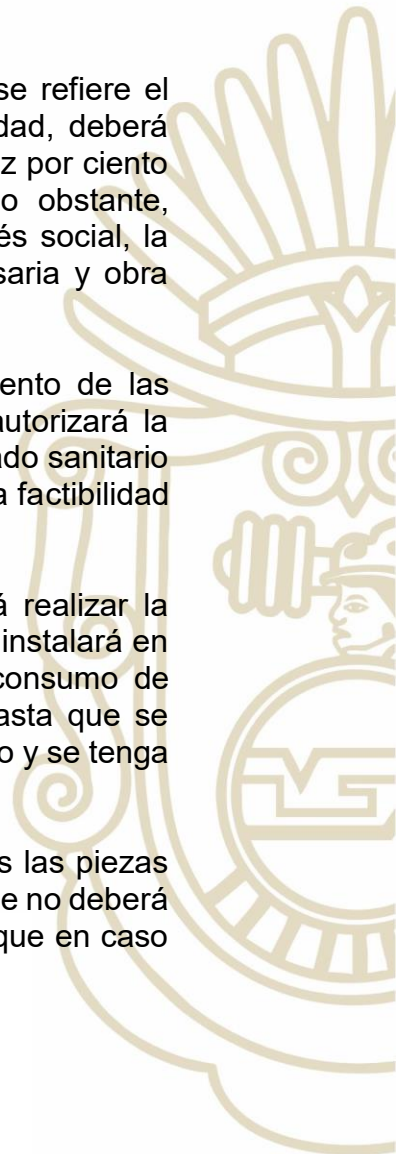 se refiere el
dad, deberá
z por ciento
o obstante,
és social, la
saria y obra
ento de las
autorizará la
ado sanitario
a factibilidad
á realizar la
instalará en
consumo de
asta que se
o y se tenga
s las piezas
e no deberá
que en caso